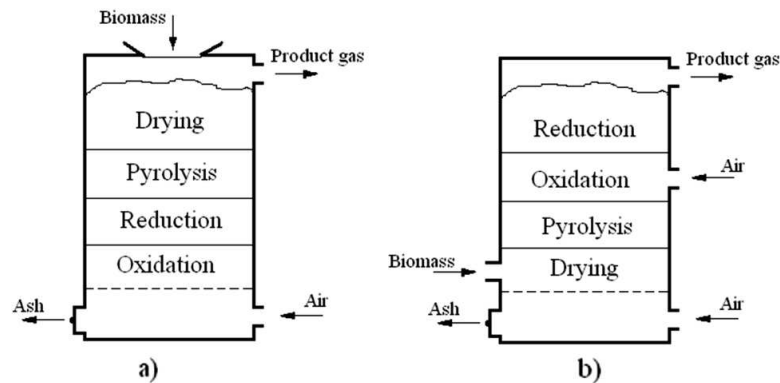 Biomass
Product gas
Drying
Pyrolysis
Reduction
Oxidation
Ash
Air
a)
Product gas
Reduction
Air
Oxidation
Pyrolysis
Biomass
Drying
Ash
Air
b)